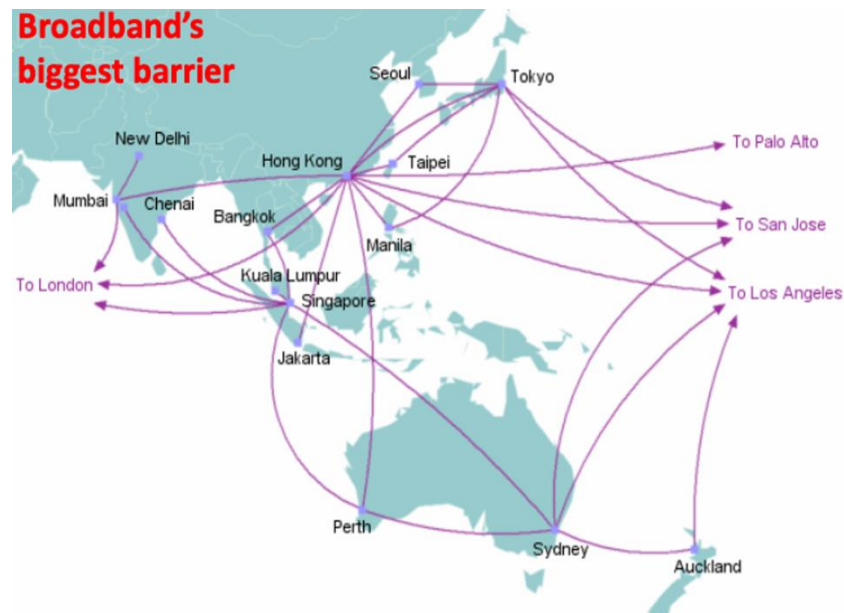 Broadband's
biggest barrier
Seoul
Tokyo
To Palo Alto
New Delhi
Hong Kong
Taipei
Mumbai
Chenai
Bangkok
Manila
To San Jose
Kuala Lumpur
To London
Singapore
To Los Angeles
Jakarta
Perth
Sydney
Auckland